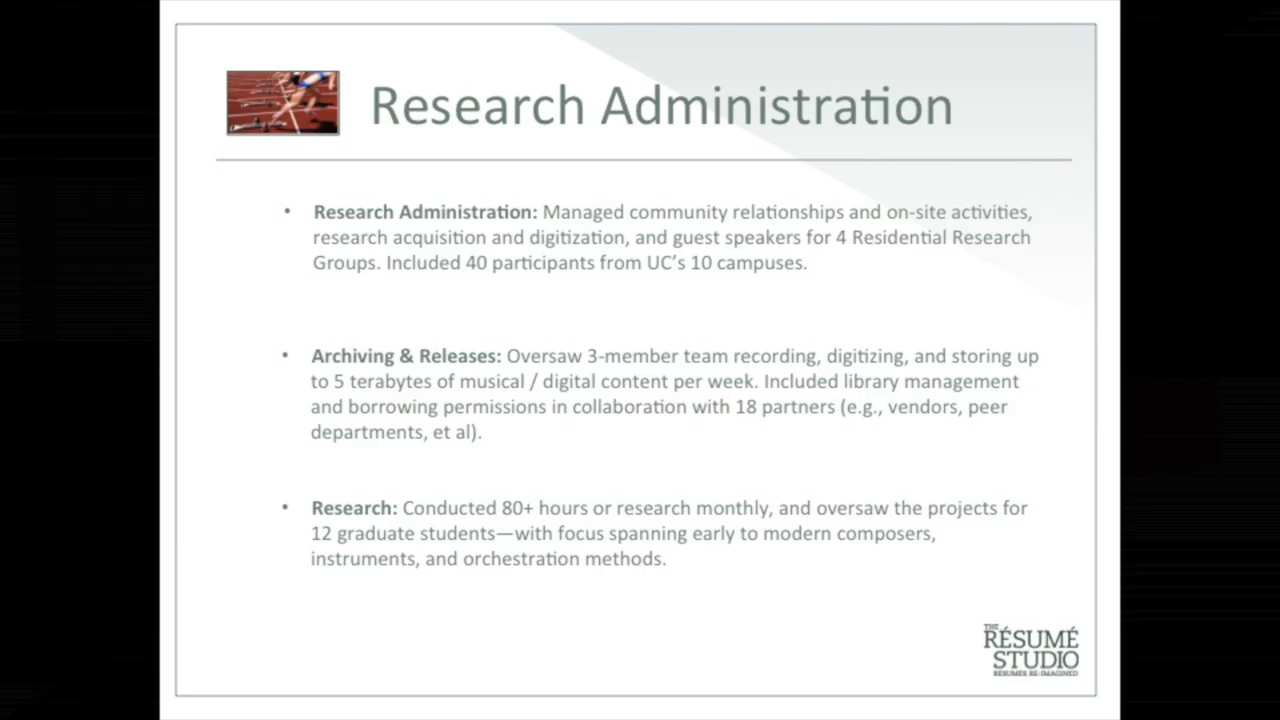 Research Administration
• Research Administration: Managed community relationships and on-site activities,
research acquisition and digitization, and guest speakers for 4 Residential Research
Groups. Included 40 participants from UC’s 10 campuses.
• Archiving & Releases: Oversaw 3-member team recording, digitizing, and storing up
to 5 terabytes of musical / digital content per week. Included library management
and borrowing permissions in collaboration with 18 partners (e.g., vendors, peer
departments, et al).
• Research: Conducted 80+ hours or research monthly, and oversaw the projects for
12 graduate students—with focus spanning early to modern composers,
instruments, and orchestration methods.
THE
RÉSUMÉ
STUDIO
RÉSUMÉS RE-IMAGINED